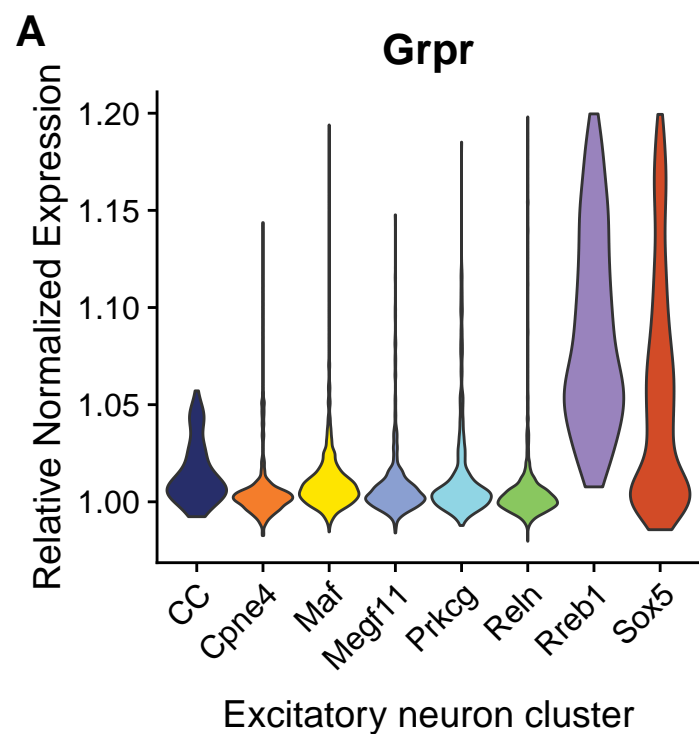 A
Grpr
Relative Normalized Expression
1.20
1.15
1.10
1.05
1.00
CC
Cpne4
Maf
Megf11
Prkcg
Reln
Rreb1
Sox5
Excitatory neuron cluster